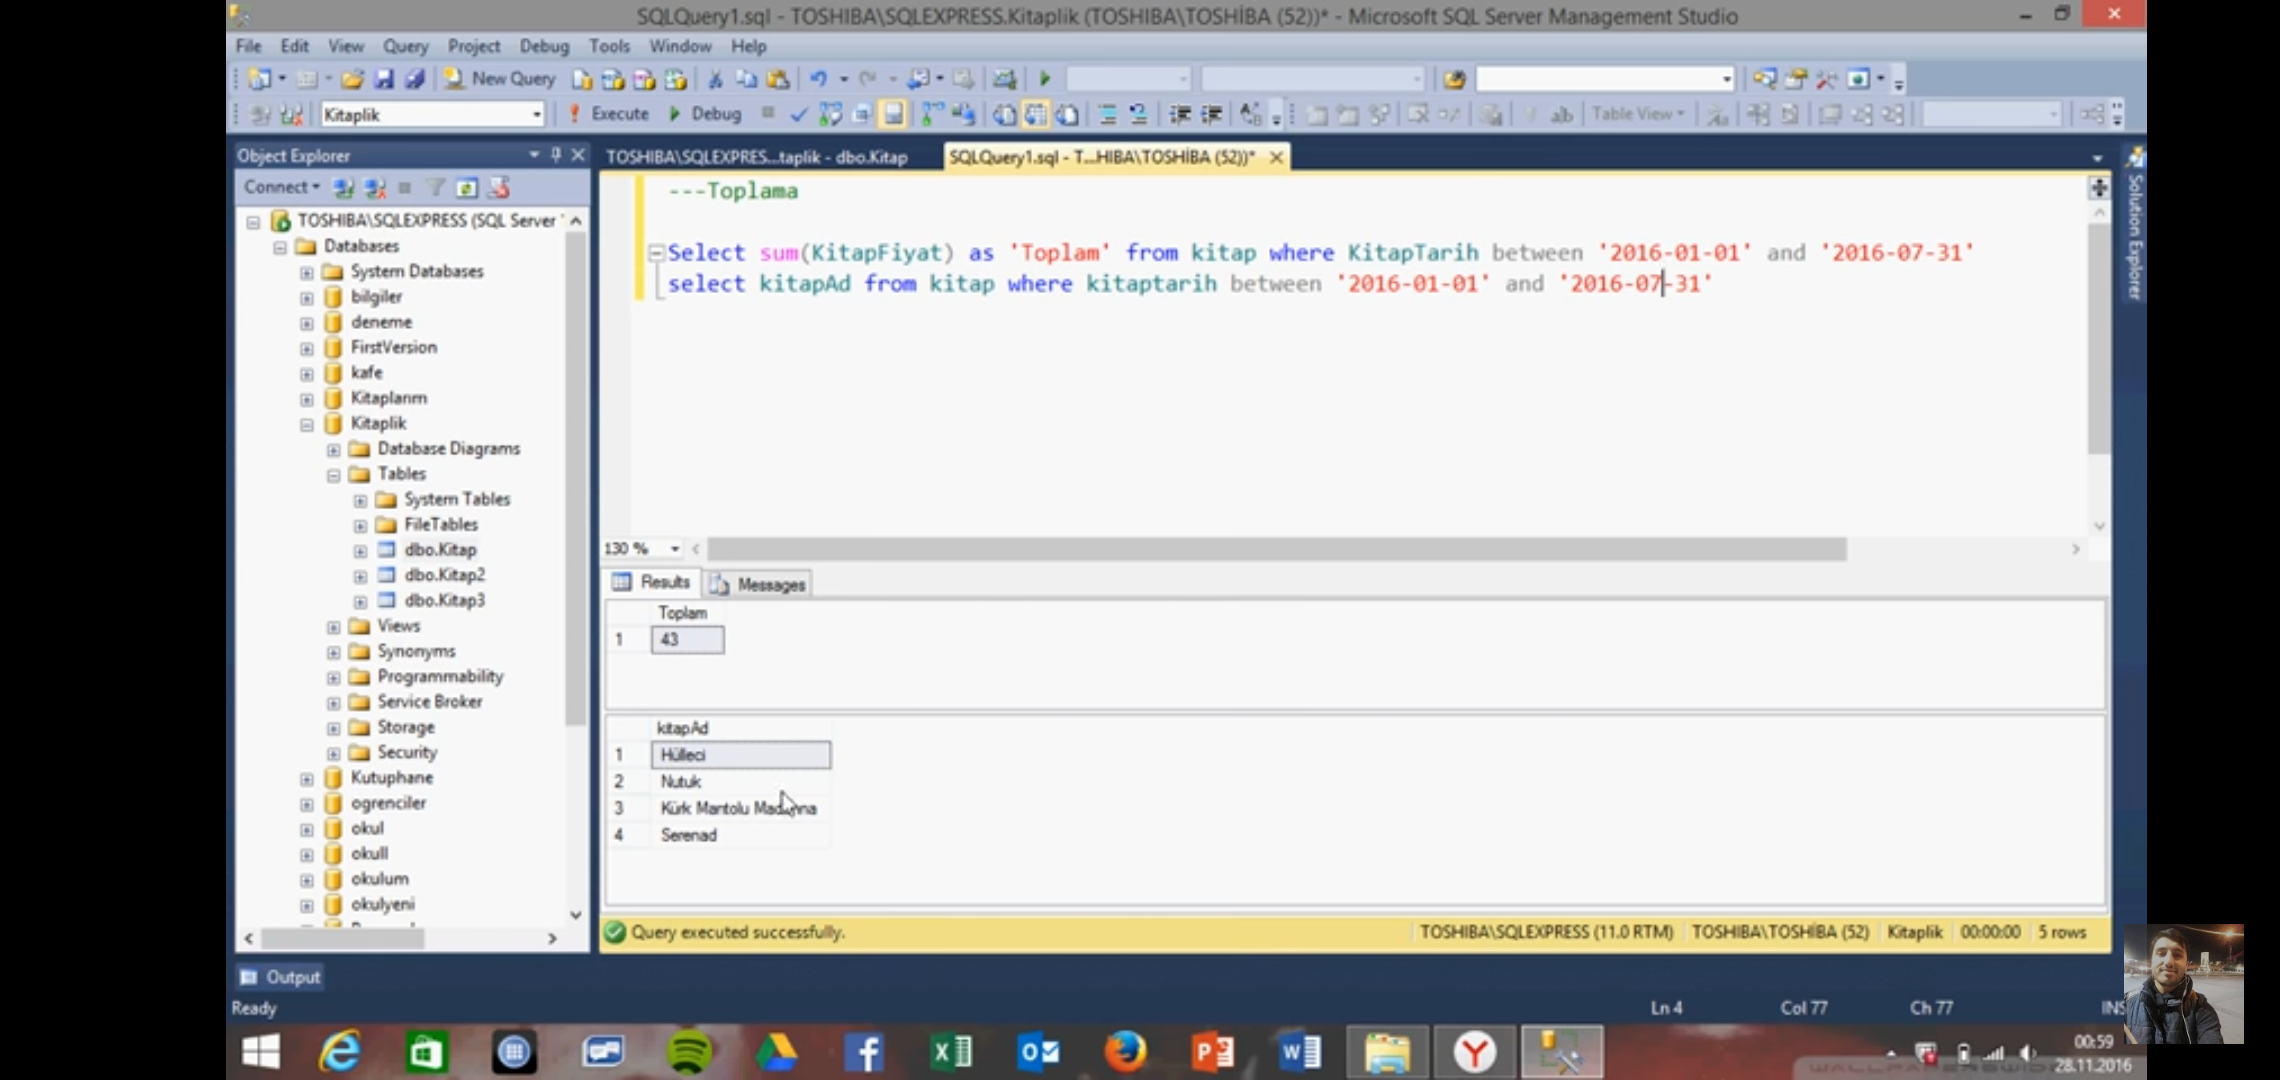 SQLQuery1.sql - TOSHIBA\SQLEXPRESS.Kitaplik (TOSHIBA\TOSHİBA (52))* - Microsoft SQL Server Management Studio
File Edit View Query Project Debug Tools Window Help
New Query
Kitaplik Execute Debug Table View
Object Explorer
TOSHIBA\SQLEXPRES...taplik - dbo.Kitap
SQLQuery1.sql - T...HIBA\TOSHİBA (52))*
Connect
TOSHIBA\SQLEXPRESS (SQL Server
Databases
System Databases
bilgiler
deneme
FirstVersion
kafe
Kitaplarım
Kitaplik
Database Diagrams
Tables
System Tables
FileTables
dbo.Kitap
dbo.Kitap2
dbo.Kitap3
Views
Synonyms
Programmability
Service Broker
Storage
Security
Kutuphane
ogrenciler
okul
okull
okulum
okulyeni
---Toplama
Select sum(KitapFiyat) as 'Toplam' from kitap where KitapTarih between '2016-01-01' and '2016-07-31'
select kitapAd from kitap where kitaptarih between '2016-01-01' and '2016-07-31'
Solution Explorer
130 %
Results Messages
Toplam
1 43
kitapAd
1 Hülleci
2 Nutuk
3 Kürk Mantolu Madonna
4 Serenad
Query executed successfully.
TOSHIBA\SQLEXPRESS (11.0 RTM) TOSHIBA\TOSHİBA (52) Kitaplik 00:00:00 5 rows
Output
Ready Ln 4 Col 77 Ch 77 INS
00:59
28.11.2016